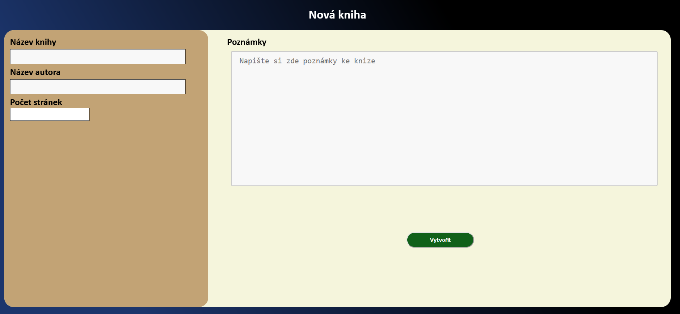 Nová kniha
Název knihy
Název autora
Počet stránek
Poznámky
Napište si zde poznámky ke knize
Vytvořit